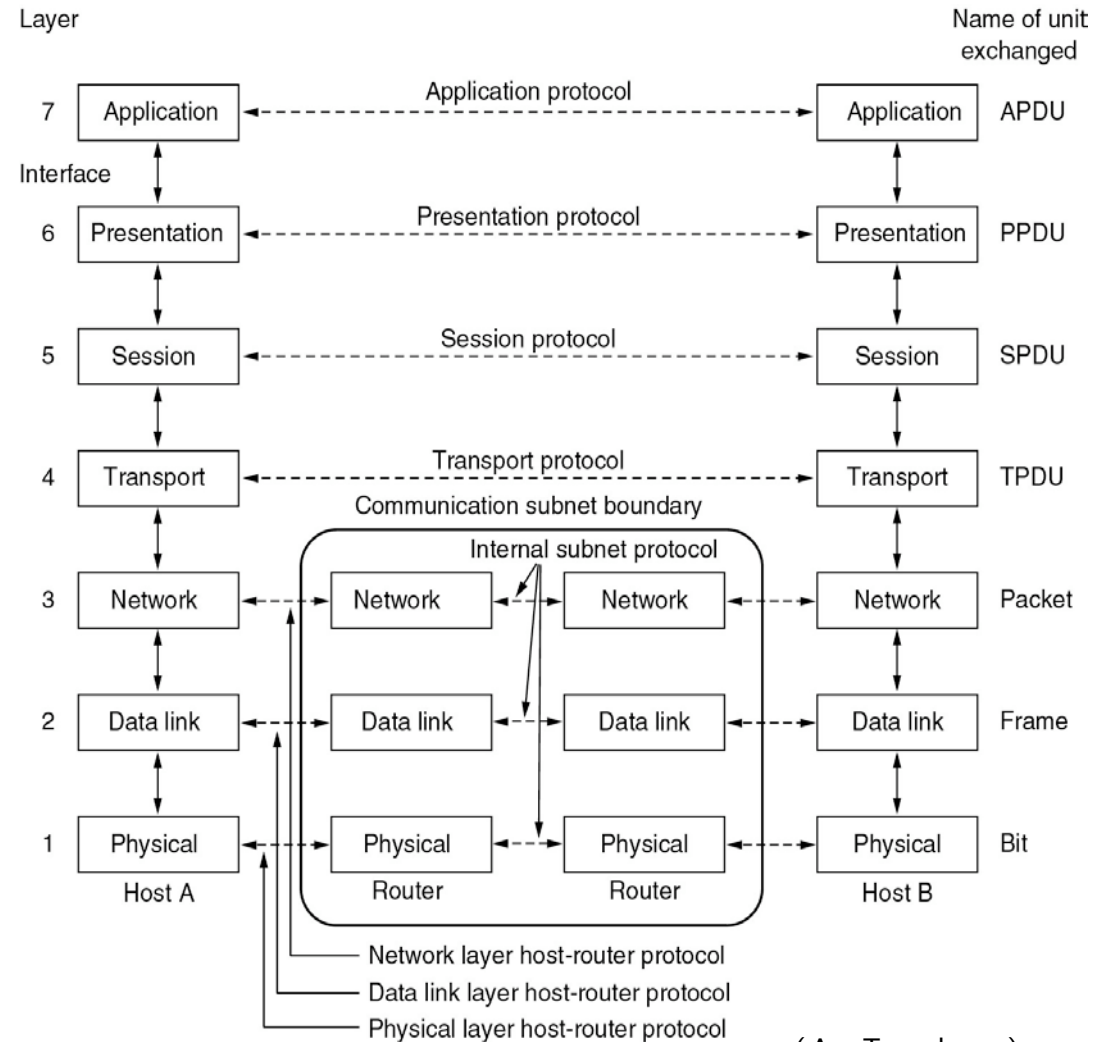 Layer
Name of unit
exchanged
7 Application Application protocol Application APDU
Interface
6 Presentation Presentation protocol Presentation PPDU
5 Session Session protocol Session SPDU
4 Transport Transport protocol Transport TPDU
Communication subnet boundary
Internal subnet protocol
3 Network Network Network Network Packet
2 Data link Data link Data link Data link Frame
1 Physical Physical Physical Physical Bit
Host A Router Router Host B
Network layer host-router protocol
Data link layer host-router protocol
Physical layer host-router protocol